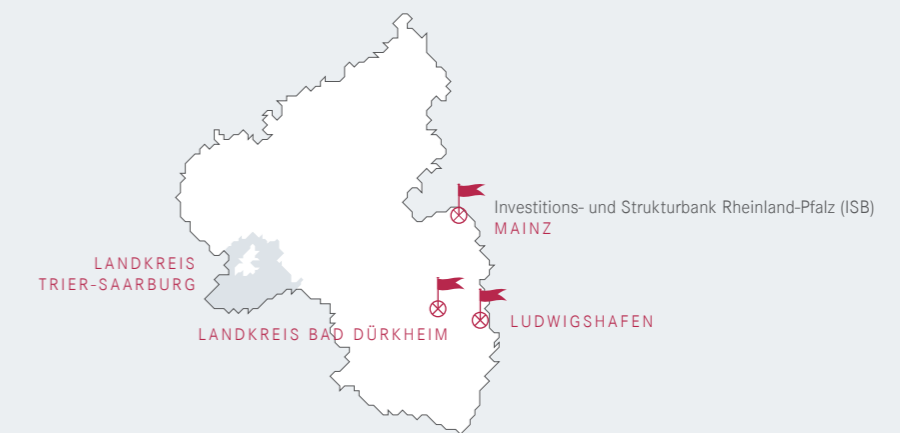 Investitions- und Strukturbank Rheinland-Pfalz (ISB)
MAINZ
LANDKREIS
TRIER-SAARBURG
LANDKREIS BAD DÜRKHEIM
LUDWIGSHAFEN